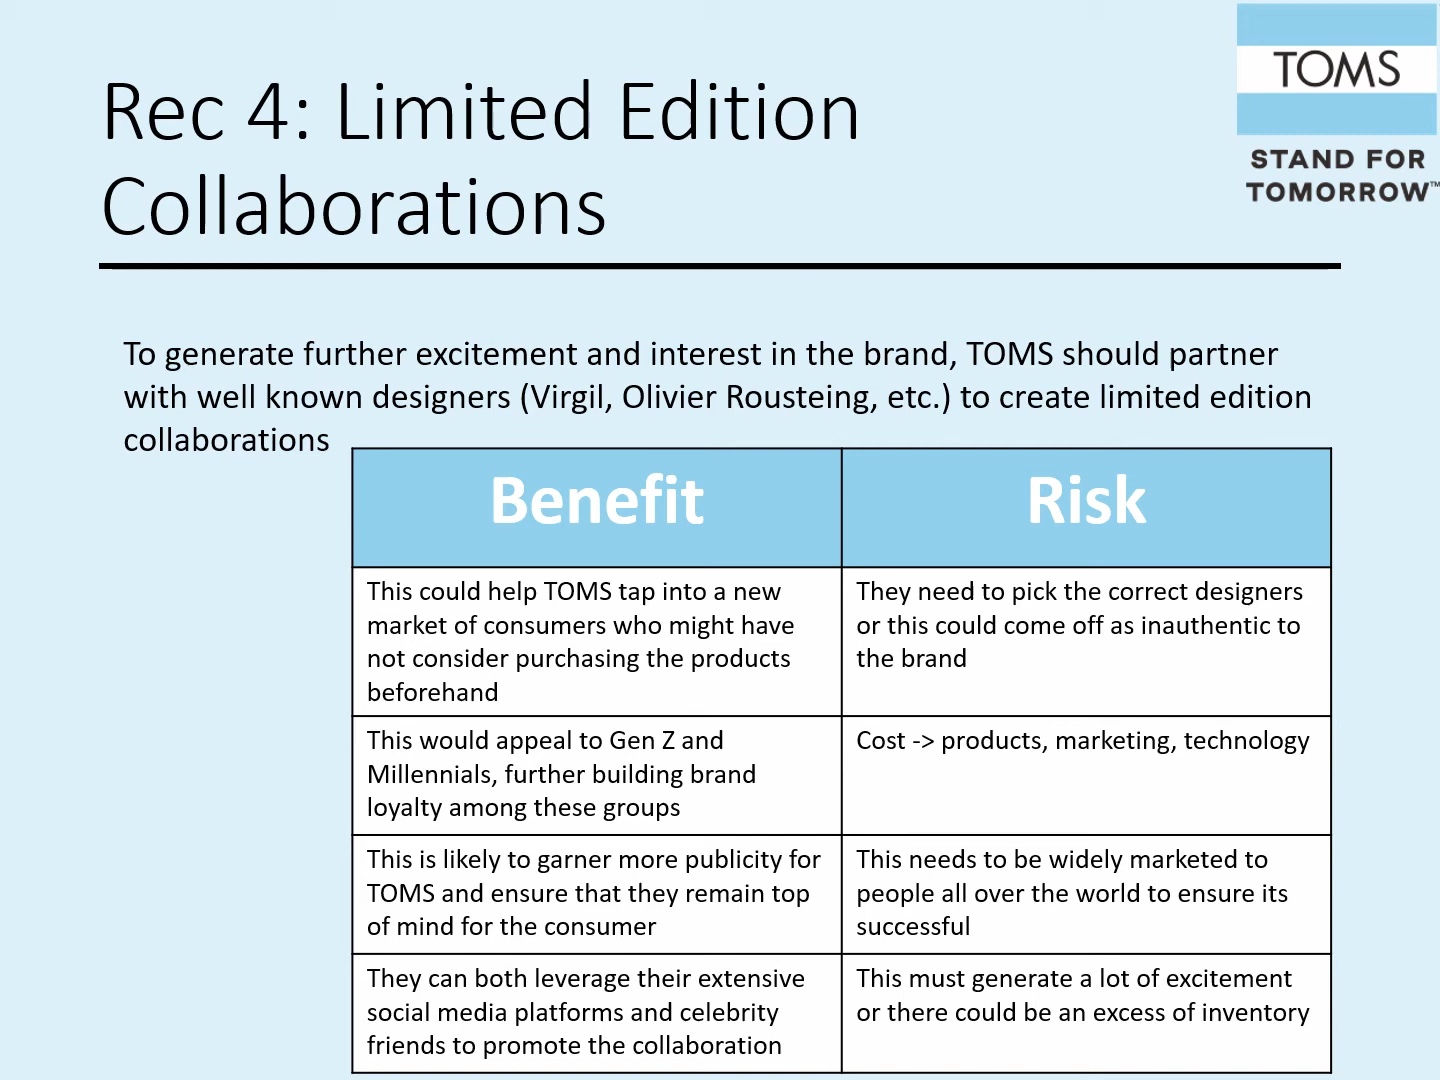 TOMS
STAND FOR
TOMORROW™
Rec 4: Limited Edition
Collaborations
To generate further excitement and interest in the brand, TOMS should partner
with well known designers (Virgil, Olivier Rousteing, etc.) to create limited edition
collaborations
Benefit
Risk
This could help TOMS tap into a new
market of consumers who might have
not consider purchasing the products
beforehand
They need to pick the correct designers
or this could come off as inauthentic to
the brand
This would appeal to Gen Z and
Millennials, further building brand
loyalty among these groups
Cost -> products, marketing, technology
This is likely to garner more publicity for
TOMS and ensure that they remain top
of mind for the consumer
This needs to be widely marketed to
people all over the world to ensure its
successful
They can both leverage their extensive
social media platforms and celebrity
friends to promote the collaboration
This must generate a lot of excitement
or there could be an excess of inventory